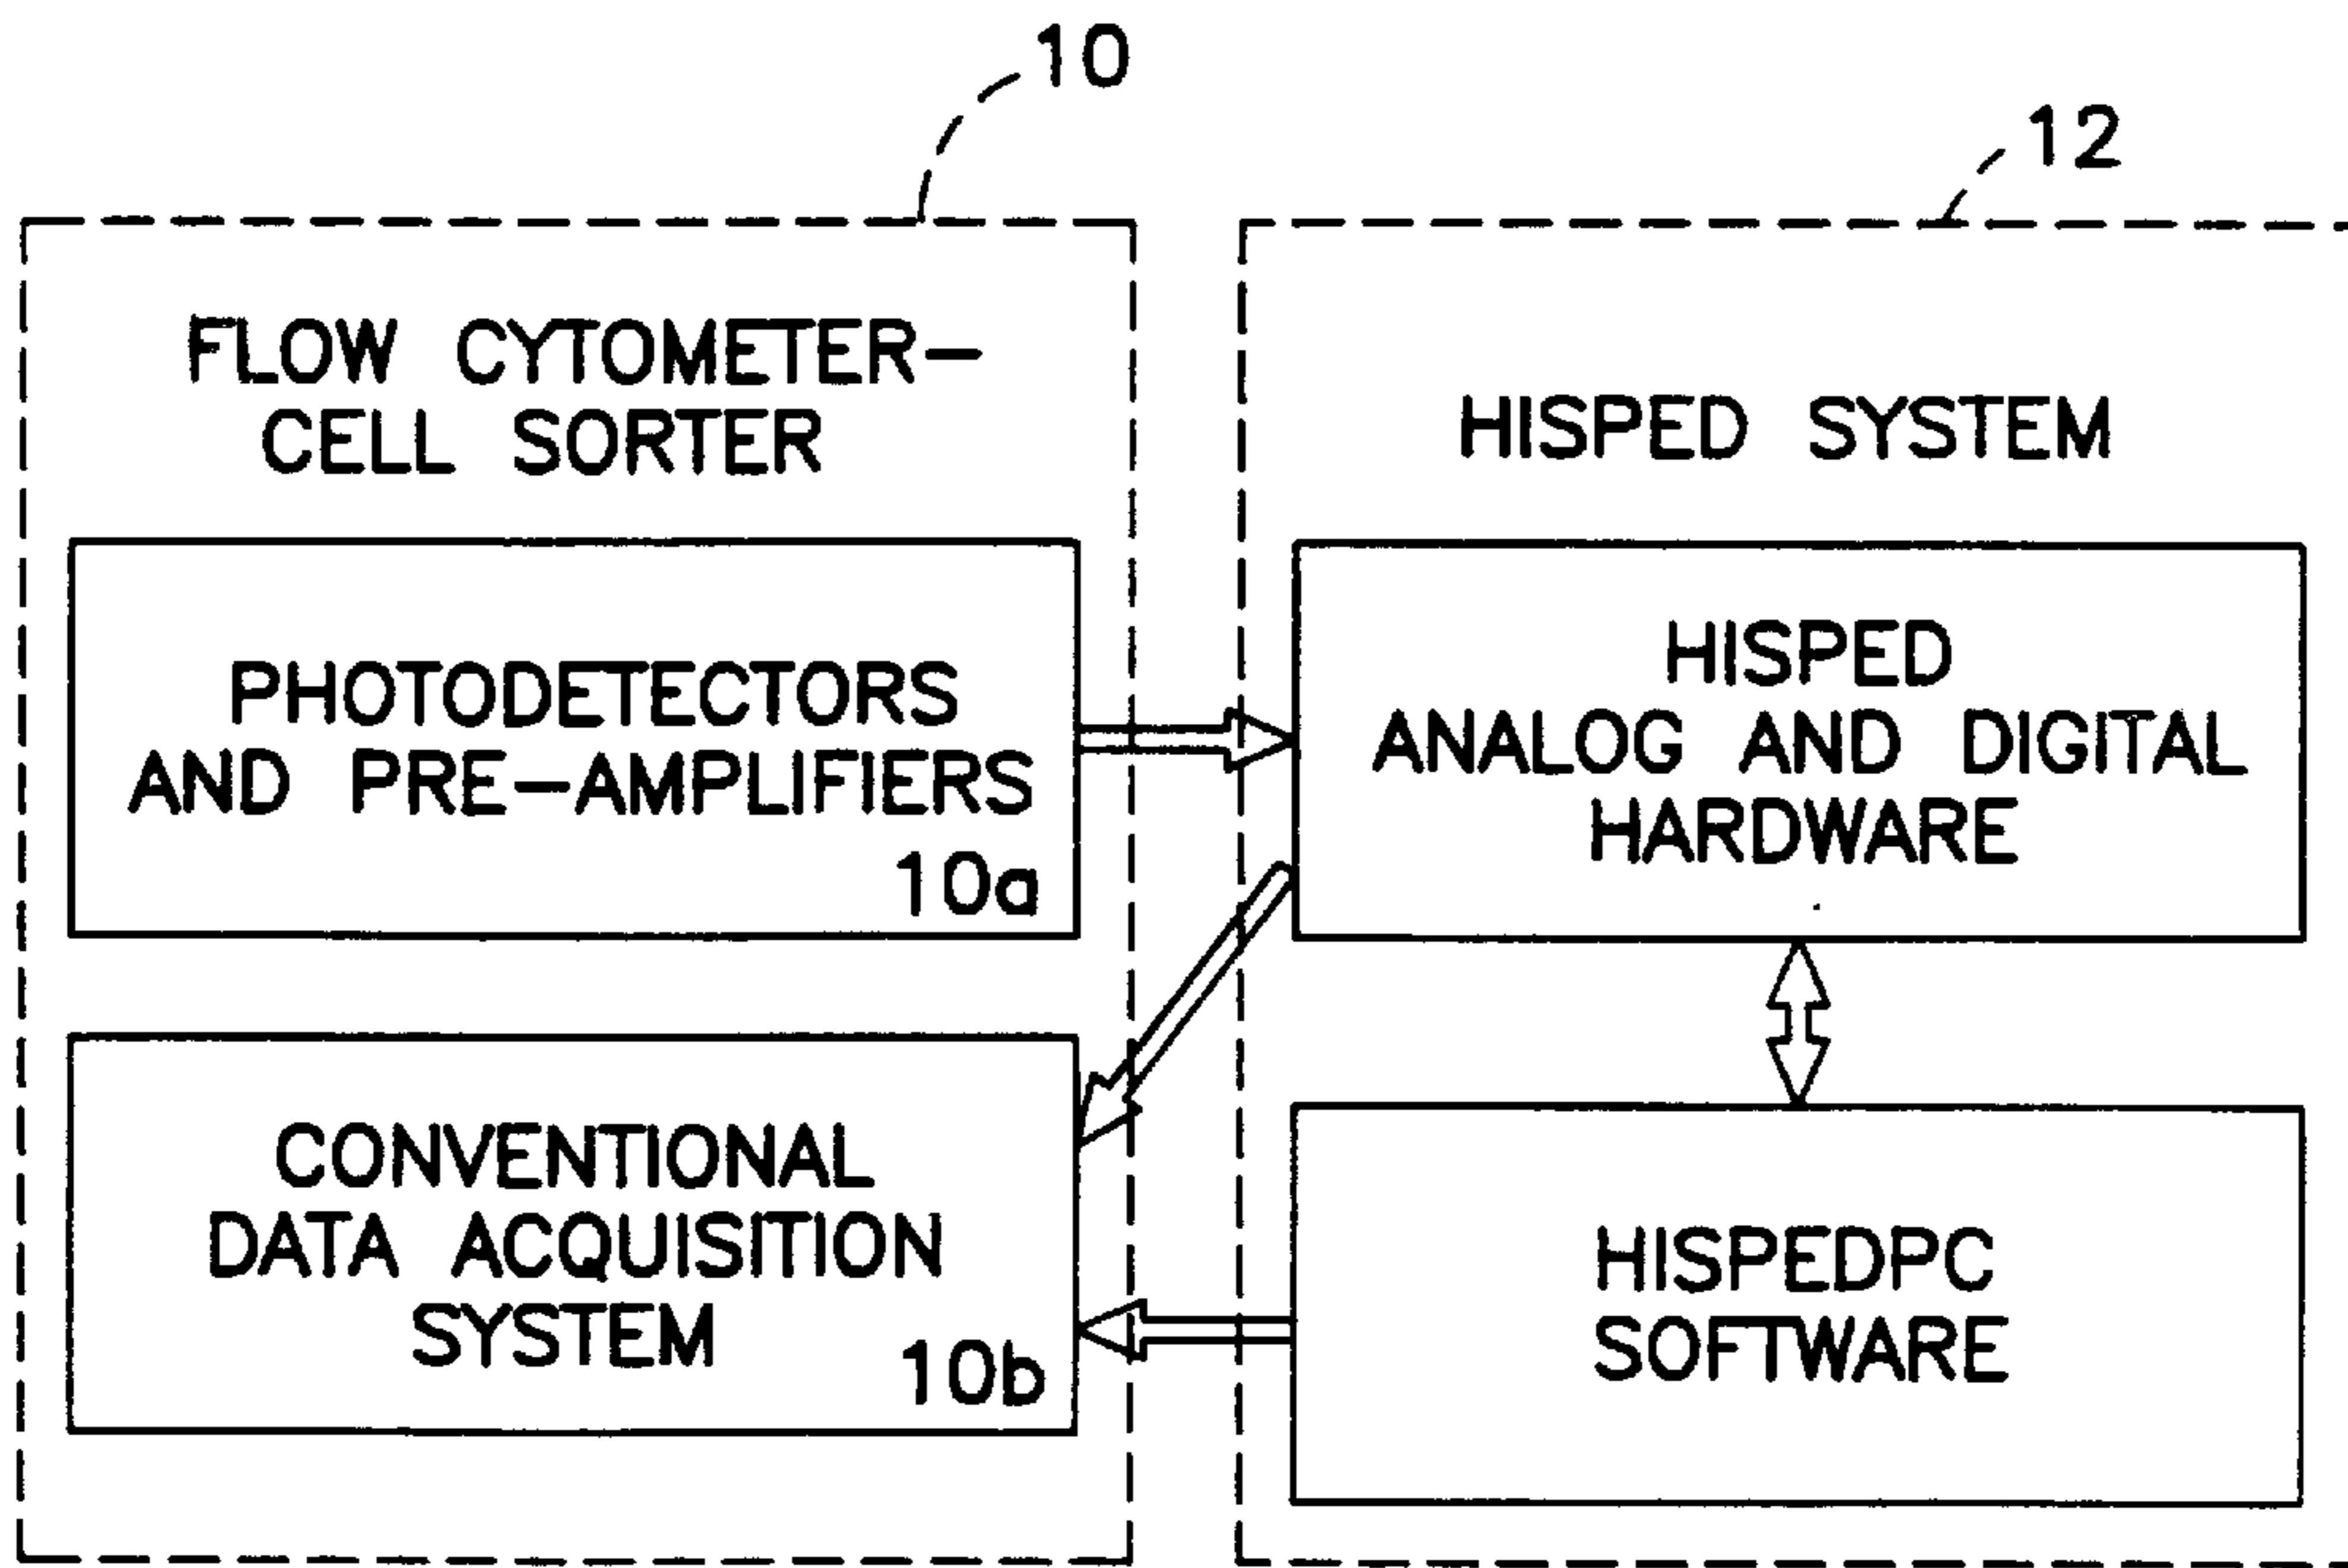 10
12
FLOW CYTOMETER-
CELL SORTER
HISPED SYSTEM
PHOTODETECTORS
AND PRE-AMPLIFIERS
10a
HISPED
ANALOG AND DIGITAL
HARDWARE
CONVENTIONAL
DATA ACQUISITION
SYSTEM
10b
HISPEDPC
SOFTWARE